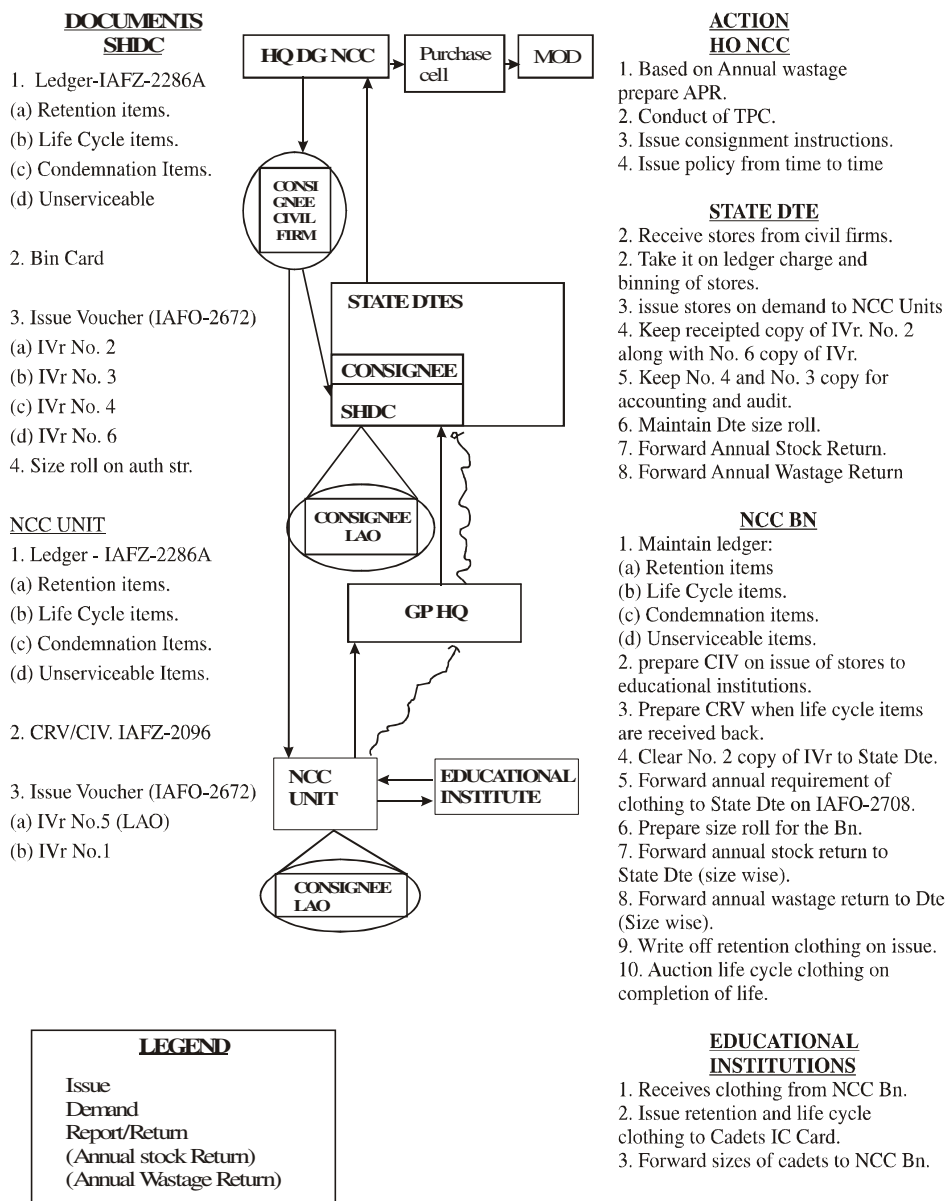 DOCUMENTS
SHDC
1. Ledger-IAFZ-2286A
(a) Retention items.
(b) Life Cycle items.
(c) Condemnation Items.
(d) Unserviceable
2. Bin Card
3. Issue Voucher (IAFO-2672)
(a) IVr No. 2
(b) IVr No. 3
(c) IVr No. 4
(d) IVr No. 6
4. Size roll on auth str.
NCC UNIT
1. Ledger - IAFZ-2286A
(a) Retention items.
(b) Life Cycle items.
(c) Condemnation Items.
(d) Unserviceable Items.
2. CRV/CIV. IAFZ-2096
3. Issue Voucher (IAFO-2672)
(a) IVr No.5 (LAO)
(b) IVr No.1
HQ DG NCC
Purchase
cell
MOD
CONSI
GNEE
CIVIL
FIRM
STATE DTES
CONSIGNEE
SHDC
CONSIGNEE
LAO
GP HQ
NCC
UNIT
EDUCATIONAL
INSTITUTE
CONSIGNEE
LAO
LEGEND
Issue
Demand
Report/Return
(Annual stock Return)
(Annual Wastage Return)
ACTION
HO NCC
1. Based on Annual wastage
prepare APR.
2. Conduct of TPC.
3. Issue consignment instructions.
4. Issue policy from time to time
STATE DTE
2. Receive stores from civil firms.
2. Take it on ledger charge and
binning of stores.
3. issue stores on demand to NCC Units
4. Keep receipted copy of IVr. No. 2
along with No. 6 copy of IVr.
5. Keep No. 4 and No. 3 copy for
accounting and audit.
6. Maintain Dte size roll.
7. Forward Annual Stock Return.
8. Forward Annual Wastage Return
NCC BN
1. Maintain ledger:
(a) Retention items
(b) Life Cycle items.
(c) Condemnation items.
(d) Unserviceable items.
2. prepare CIV on issue of stores to
educational institutions.
3. Prepare CRV when life cycle items
are received back.
4. Clear No. 2 copy of IVr to State Dte.
5. Forward annual requirement of
clothing to State Dte on IAFO-2708.
6. Prepare size roll for the Bn.
7. Forward annual stock return to
State Dte (size wise).
8. Forward annual wastage return to Dte
(Size wise).
9. Write off retention clothing on issue.
10. Auction life cycle clothing on
completion of life.
EDUCATIONAL
INSTITUTIONS
1. Receives clothing from NCC Bn.
2. Issue retention and life cycle
clothing to Cadets IC Card.
3. Forward sizes of cadets to NCC Bn.